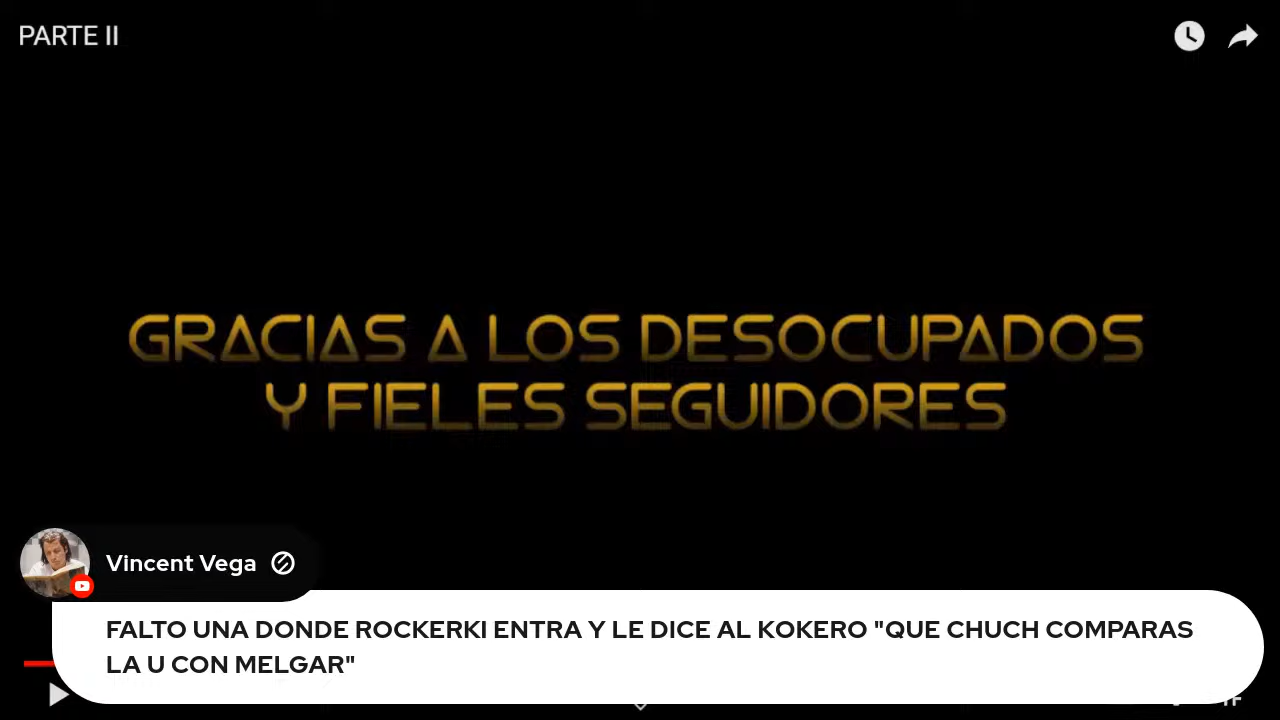 PARTE II
GRACIAS A LOS DESOCUPADOS
Y FIELES SEGUIDORES
Vincent Vega
FALTO UNA DONDE ROCKERKI ENTRA Y LE DICE AL KOKERO "QUE CHUCH COMPARAS
LA U CON MELGAR"